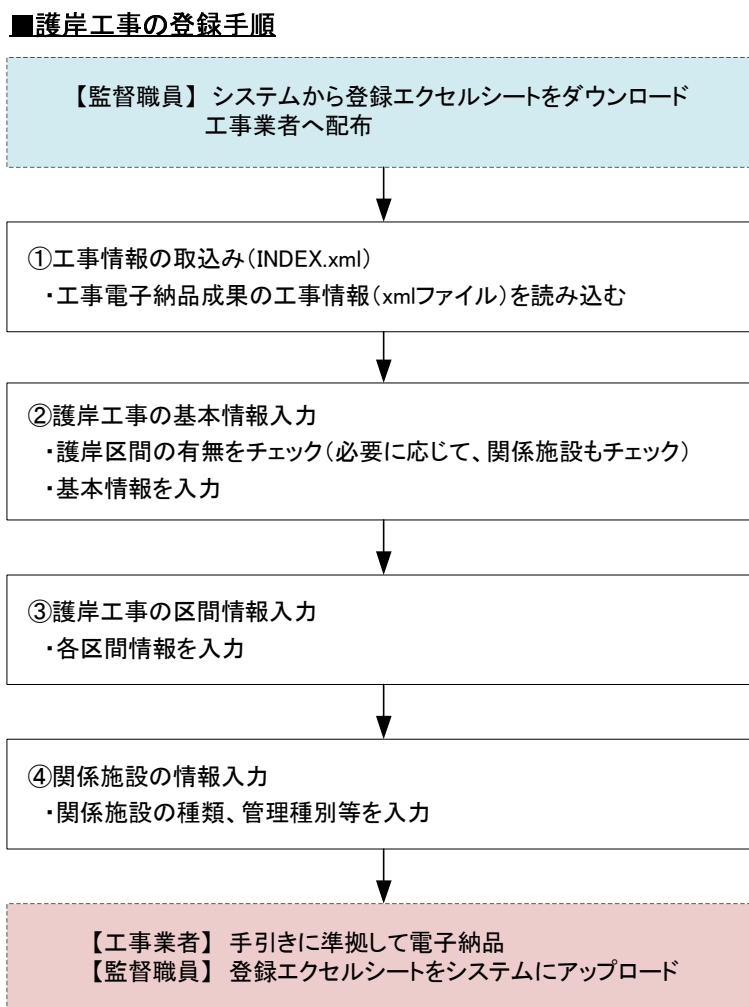 ■護岸工事の登録手順
【監督職員】 システムから登録エクセルシートをダウンロード
工事業者へ配布
①工事情報の取込み（INDEX.xml）
・工事電子納品成果の工事情報（xmlファイル）を読み込む
②護岸工事の基本情報入力
・護岸区間の有無をチェック（必要に応じて、関係施設もチェック）
・基本情報を入力
③護岸工事の区間情報入力
・各区間情報を入力
④関係施設の情報入力
・関係施設の種類、管理種別等を入力
【工事業者】 手引きに準拠して電子納品
【監督職員】 登録エクセルシートをシステムにアップロード